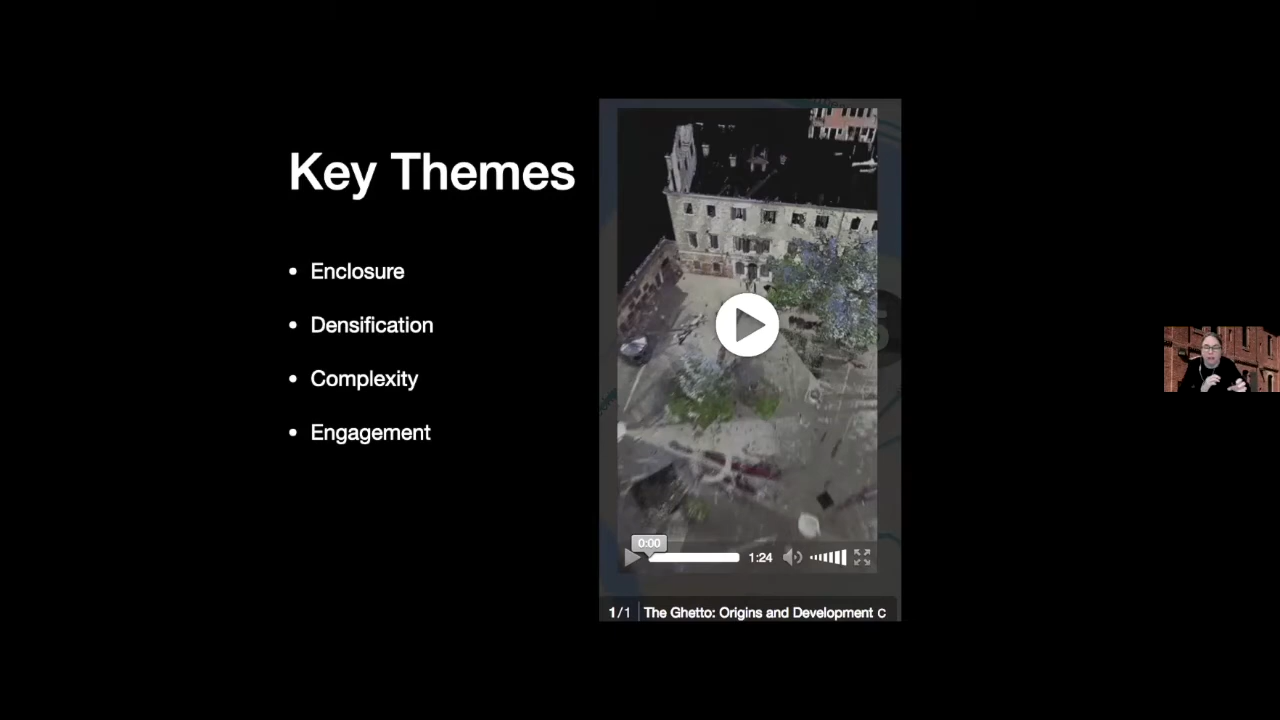 Key Themes
• Enclosure
• Densification
• Complexity
• Engagement
0:00
1:24
1/1 The Ghetto: Origins and Development C